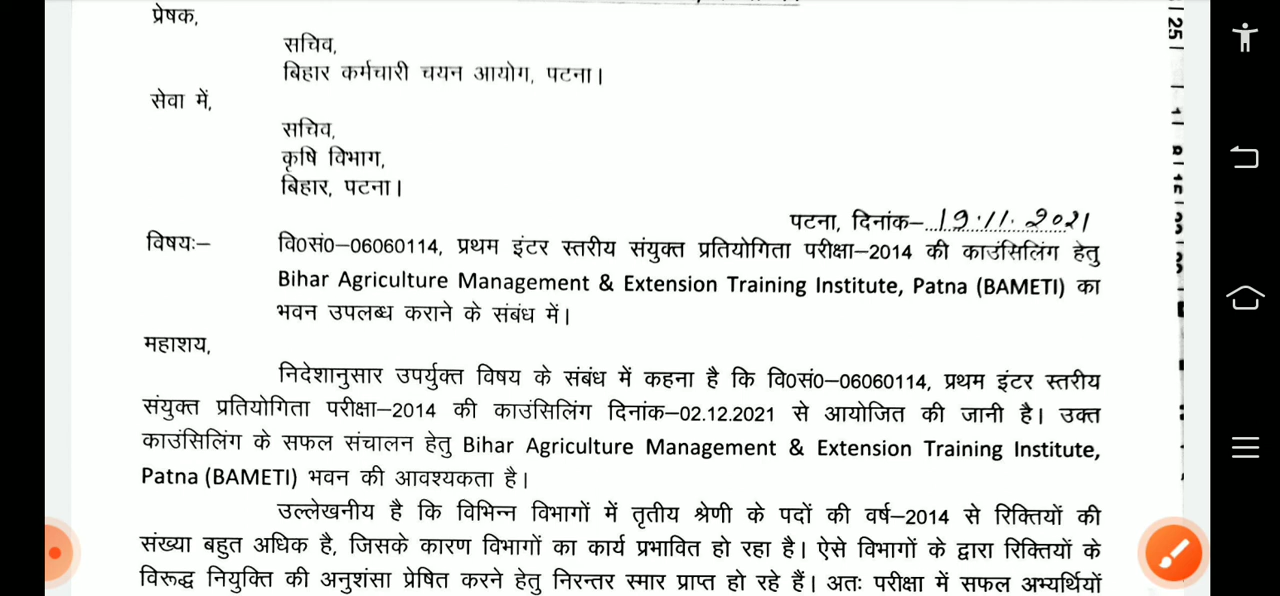 प्रेषक,
सचिव,
बिहार कर्मचारी चयन आयोग, पटना।
सेवा में,
सचिव,
कृषि विभाग,
बिहार, पटना।
पटना, दिनांक–19.11.2021
विषयः– वि0सं0–06060114, प्रथम इंटर स्तरीय संयुक्त प्रतियोगिता परीक्षा–2014 की काउंसिलिंग हेतु
Bihar Agriculture Management & Extension Training Institute, Patna (BAMETI) का
भवन उपलब्ध कराने के संबंध में।
महाशय,
निदेशानुसार उपर्युक्त विषय के संबंध में कहना है कि वि0सं0–06060114, प्रथम इंटर स्तरीय
संयुक्त प्रतियोगिता परीक्षा–2014 की काउंसिलिंग दिनांक–02.12.2021 से आयोजित की जानी है। उक्त
काउंसिलिंग के सफल संचालन हेतु Bihar Agriculture Management & Extension Training Institute,
Patna (BAMETI) भवन की आवश्यकता है।
उल्लेखनीय है कि विभिन्न विभागों में तृतीय श्रेणी के पदों की वर्ष–2014 से रिक्तियों की
संख्या बहुत अधिक है, जिसके कारण विभागों का कार्य प्रभावित हो रहा है। ऐसे विभागों के द्वारा रिक्तियों के
विरूद्ध नियुक्ति की अनुशंसा प्रेषित करने हेतु निरन्तर स्मार प्राप्त हो रहे हैं। अतः परीक्षा में सफल अभ्यर्थियों
25